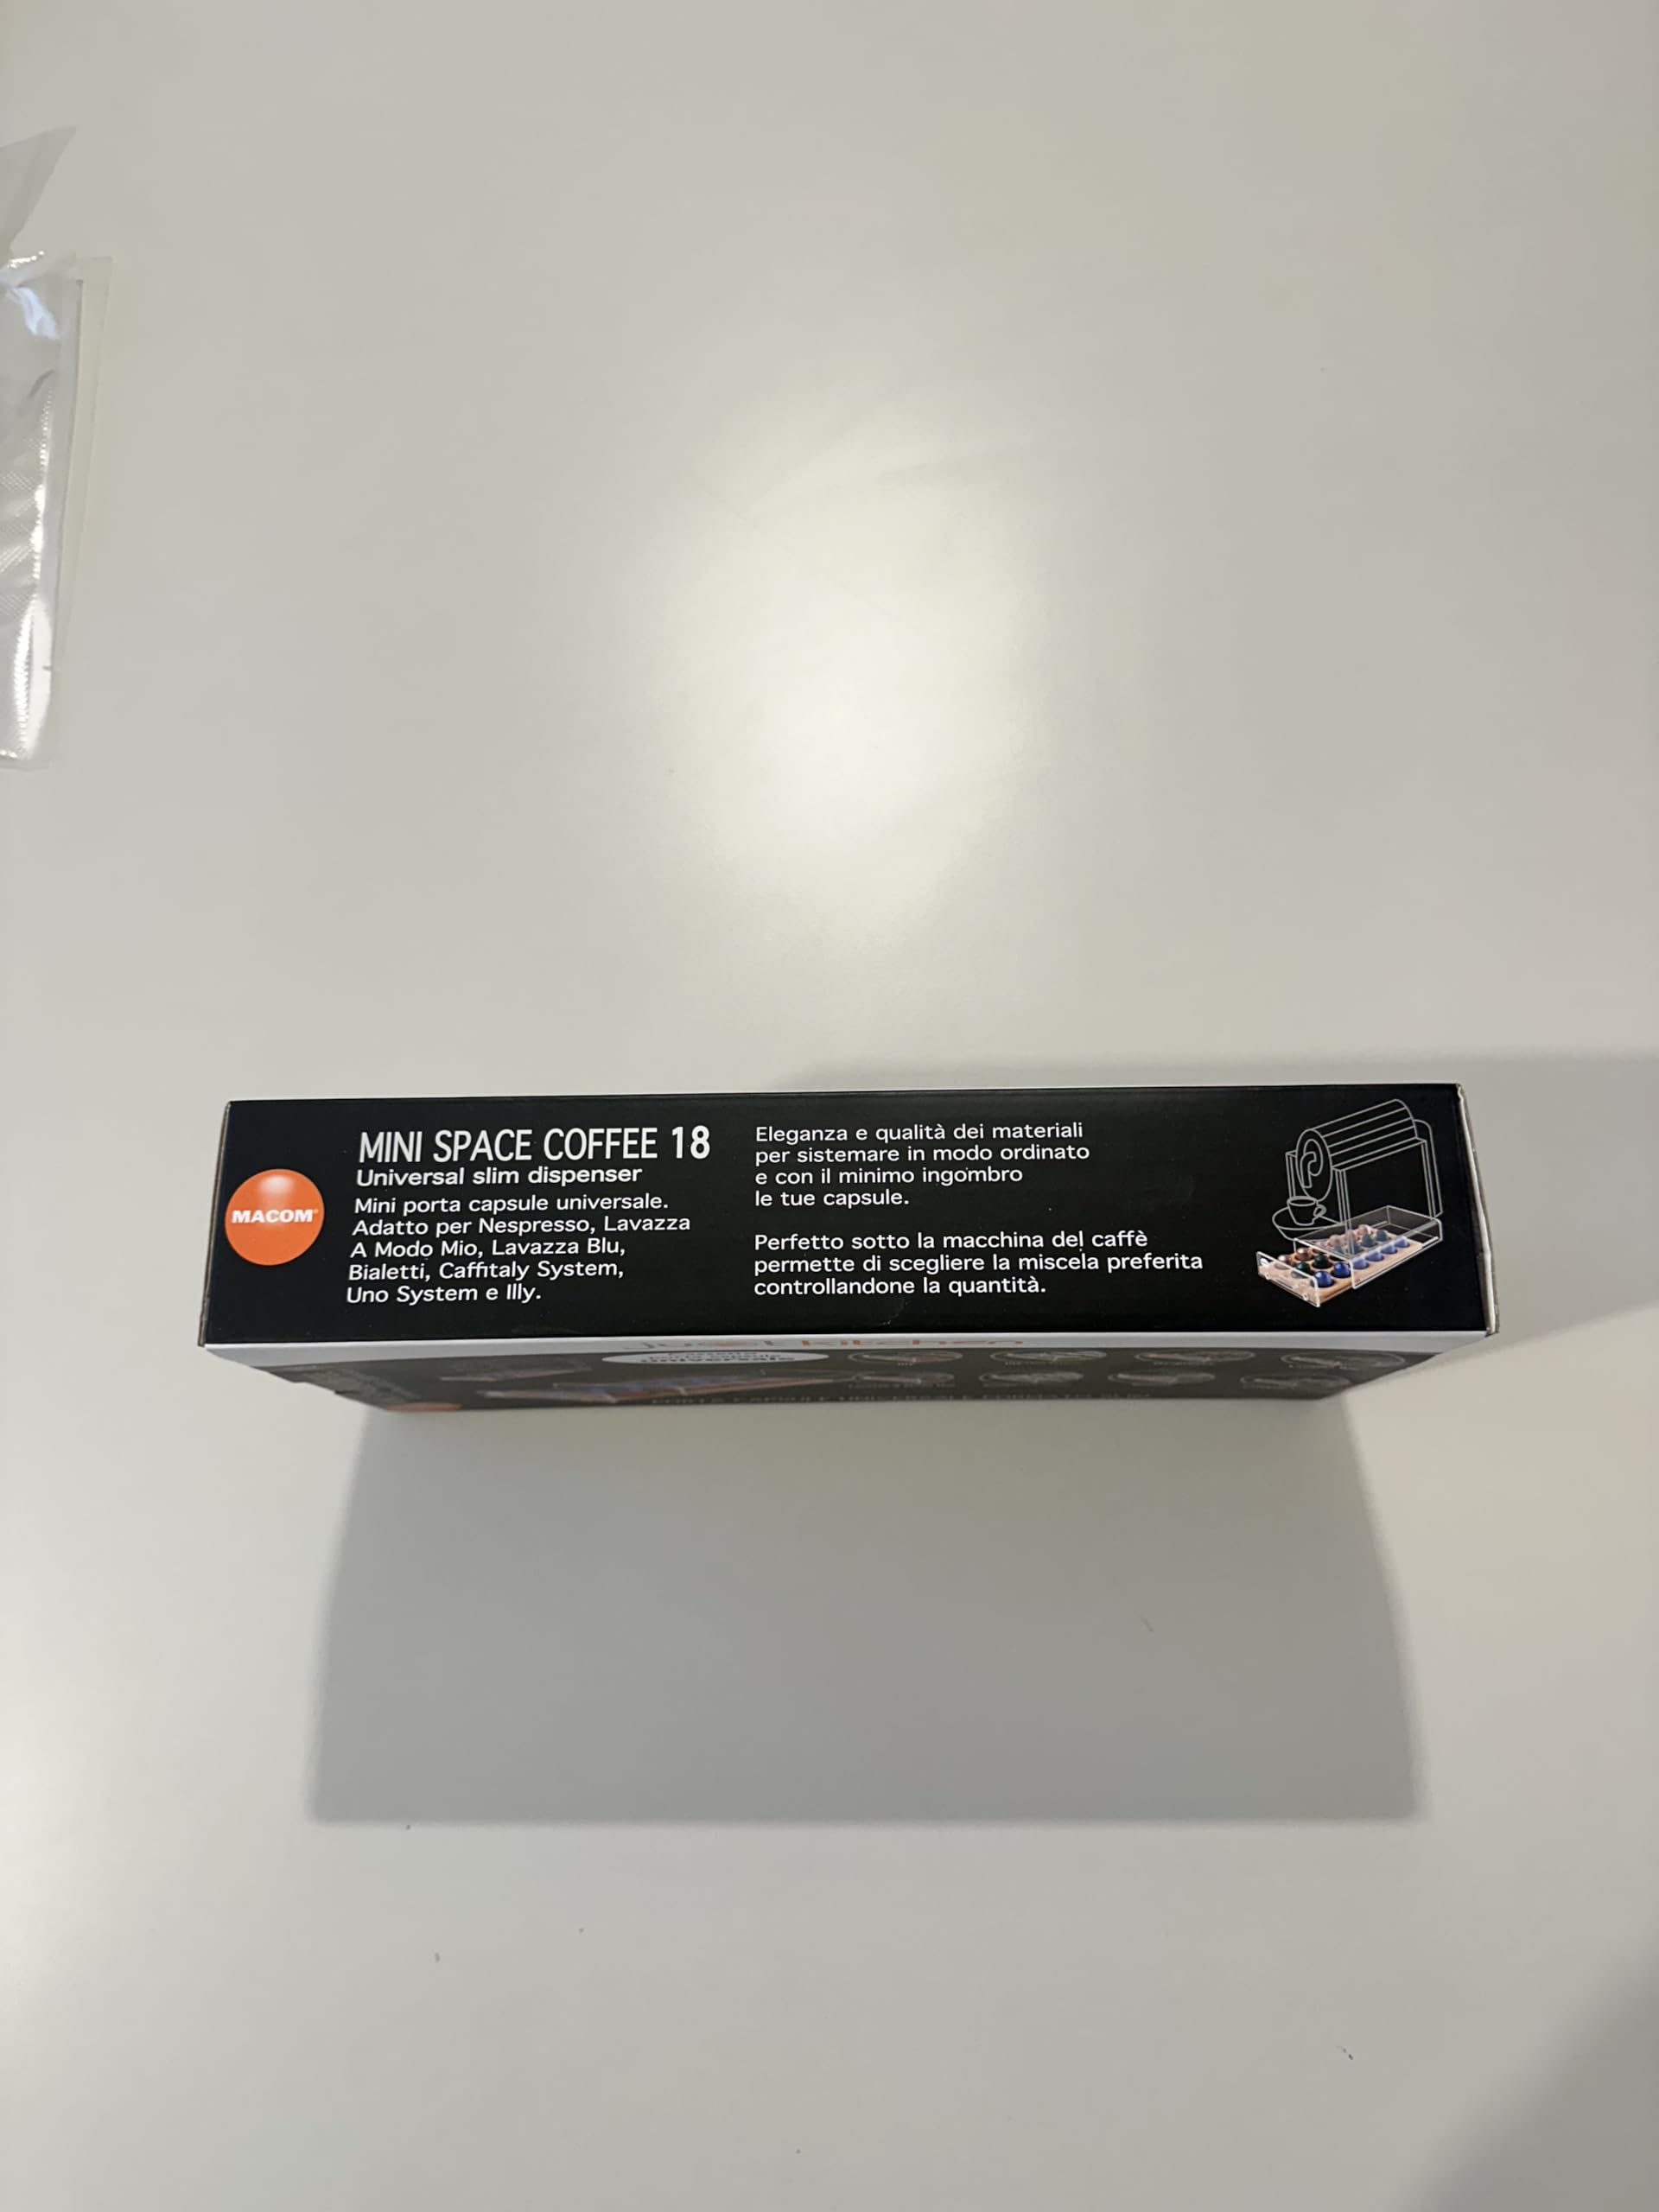 MACOM®
MINI SPACE COFFEE 18
Universal slim dispenser
Mini porta capsule universale.
Adatto per Nespresso, Lavazza
A Modo Mio, Lavazza Blu,
Bialetti, Caffitaly System,
Uno System e Illy.
Eleganza e qualità dei materiali
per sistemare in modo ordinato
e con il minimo ingombro
le tue capsule.
Perfetto sotto la macchina del caffè
permette di scegliere la miscela preferita
controllandone la quantità.
kitchen
universale